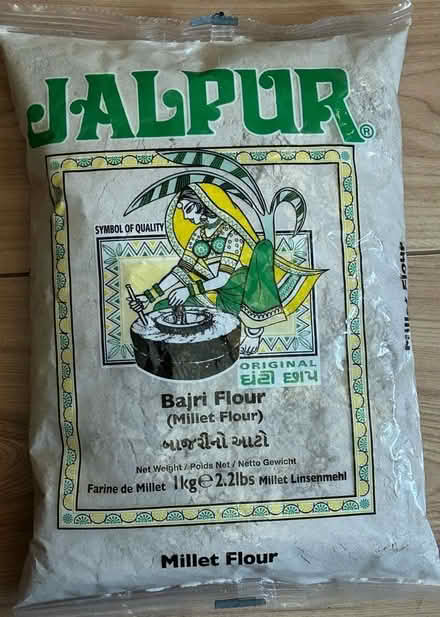 JALPUR®
SYMBOL OF QUALITY
ORIGINAL
ઘંટી છાપ
Bajri Flour
(Millet Flour)
બાજરીનો આટો
Net Weight / Poids Net / Netto Gewicht
Farine de Millet 1kg℮2.2lbs Millet Linsenmehl
Millet Flour
Millet Flour